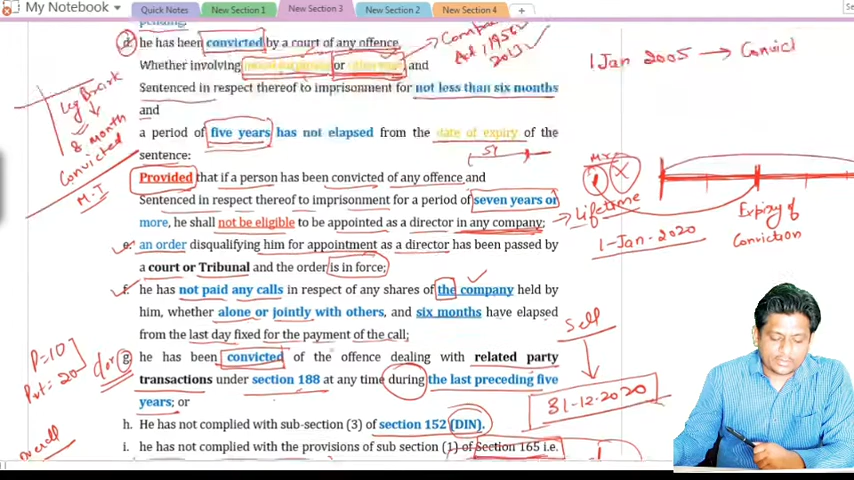 My Notebook
Quick Notes
New Section 1
New Section 3
New Section 2
New Section 4
+
pending.
d. he has been convicted by a court of any offence,
Whether involving or and
Sentenced in respect thereof to imprisonment for not less than six months
and
a period of five years has not elapsed from the date of expiry of the
sentence:
Provided that if a person has been convicted of any offence and
Sentenced in respect thereof to imprisonment for a period of seven years or
more, he shall not be eligible to be appointed as a director in any company;
e. an order disqualifying him for appointment as a director has been passed by
a court or Tribunal and the order is in force;
f. he has not paid any calls in respect of any shares of the company held by
him, whether alone or jointly with others, and six months have elapsed
from the last day fixed for the payment of the call;
g he has been convicted of the offence dealing with related party
transactions under section 188 at any time during the last preceding five
years; or
h. He has not complied with sub-section (3) of section 152 (DIN).
i. he has not complied with the provisions of sub section (1) of Section 165 i.e.
Act, 1956
2013
Leg Break
8 month
Convicted
M.T
5Y
1 Jan 2005 → Convicd
Lifetime
X
1-Jan-2020
Expiry of
Conviction
31-12-2020
P=10
Pvt=20
overall